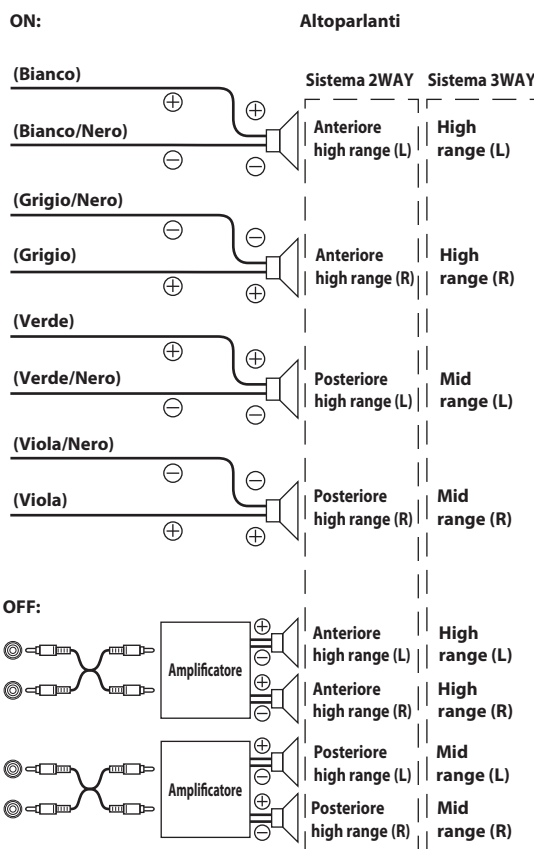 ON:
Altoparlanti
Sistema 2WAY
Sistema 3WAY
(Bianco)
(Bianco/Nero)
Anteriore
high range (L)
High
range (L)
(Grigio/Nero)
(Grigio)
Anteriore
high range (R)
High
range (R)
(Verde)
(Verde/Nero)
Posteriore
high range (L)
Mid
range (L)
(Viola/Nero)
(Viola)
Posteriore
high range (R)
Mid
range (R)
OFF:
Amplificatore
Anteriore
high range (L)
High
range (L)
Anteriore
high range (R)
High
range (R)
Amplificatore
Posteriore
high range (L)
Mid
range (L)
Posteriore
high range (R)
Mid
range (R)